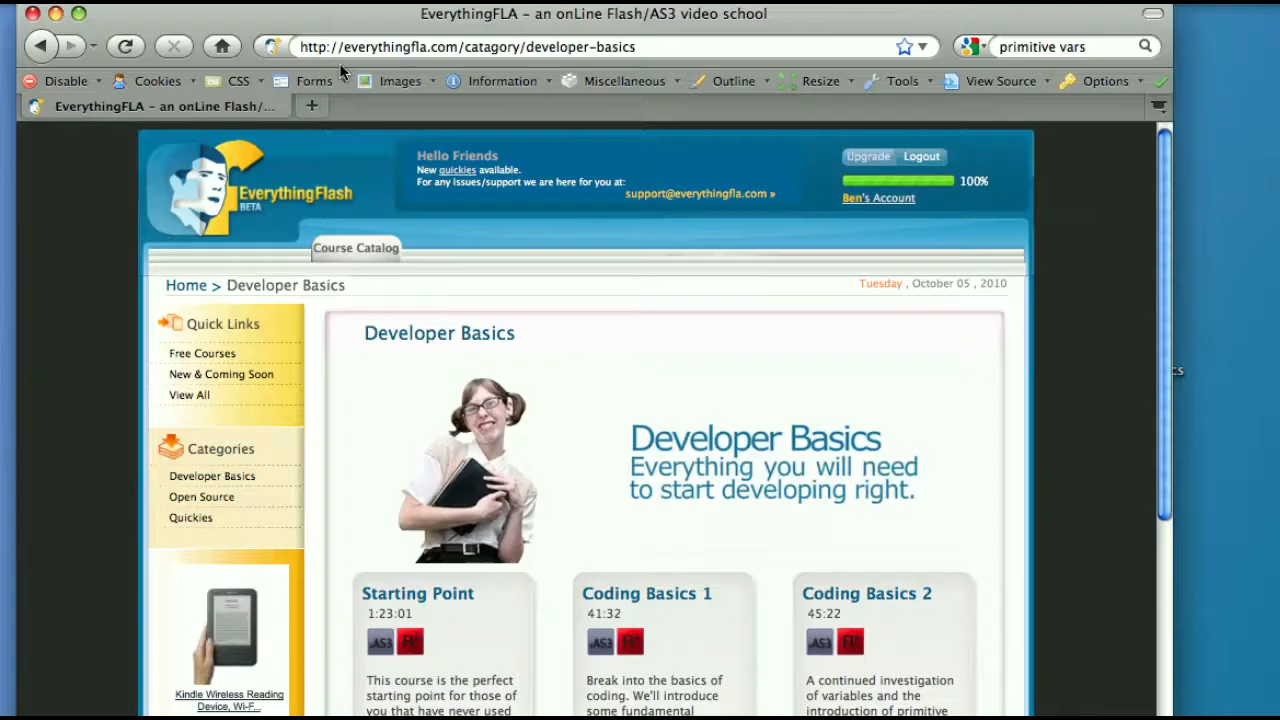 EverythingFLA - an onLine Flash/AS3 video school
http://everythingfla.com/catagory/developer-basics
primitive vars
Disable Cookies CSS Forms Images Information Miscellaneous Outline Resize Tools View Source Options
EverythingFLA - an onLine Flash/...
Hello Friends
New quickies available.
For any issues/support we are here for you at:
support@everythingfla.com »
Upgrade Logout
100%
Ben's Account
EverythingFlash
BETA
Course Catalog
Home > Developer Basics
Tuesday , October 05 , 2010
Quick Links
Free Courses
New & Coming Soon
View All
Categories
Developer Basics
Open Source
Quickies
Kindle Wireless Reading
Device, Wi-F...
Developer Basics
Developer Basics
Everything you will need
to start developing right.
Starting Point
1:23:01
AS3
This course is the perfect
starting point for those of
you that have never used
Coding Basics 1
41:32
AS3
Break into the basics of
coding. We'll introduce
some fundamental
Coding Basics 2
45:22
AS3
A continued investigation
of variables and the
introduction of primitive
cs